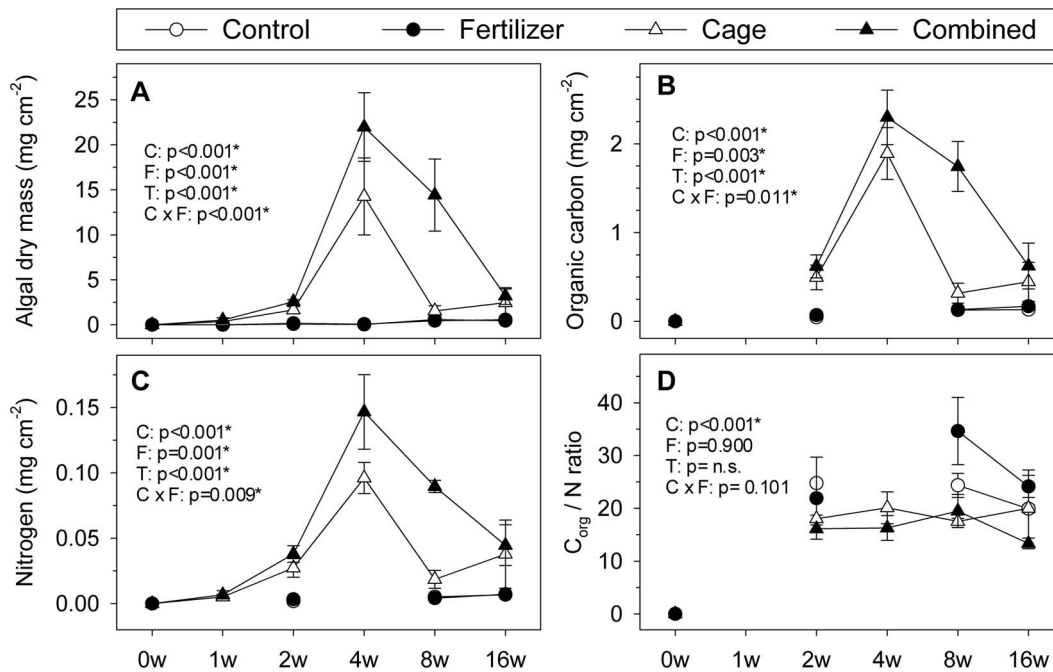 Control Fertilizer Cage Combined
A
Algal dry mass (mg cm⁻²)
25
20
15
10
5
0
C: p<0.001*
F: p<0.001*
T: p<0.001*
C x F: p<0.001*
B
Organic carbon (mg cm⁻²)
2
1
0
C: p<0.001*
F: p=0.003*
T: p<0.001*
C x F: p=0.011*
C
Nitrogen (mg cm⁻²)
0.15
0.10
0.05
0.00
C: p<0.001*
F: p=0.001*
T: p<0.001*
C x F: p=0.009*
0w 1w 2w 4w 8w 16w
D
C_org / N ratio
40
30
20
10
0
C: p<0.001*
F: p=0.900
T: p= n.s.
C x F: p= 0.101
0w 1w 2w 4w 8w 16w